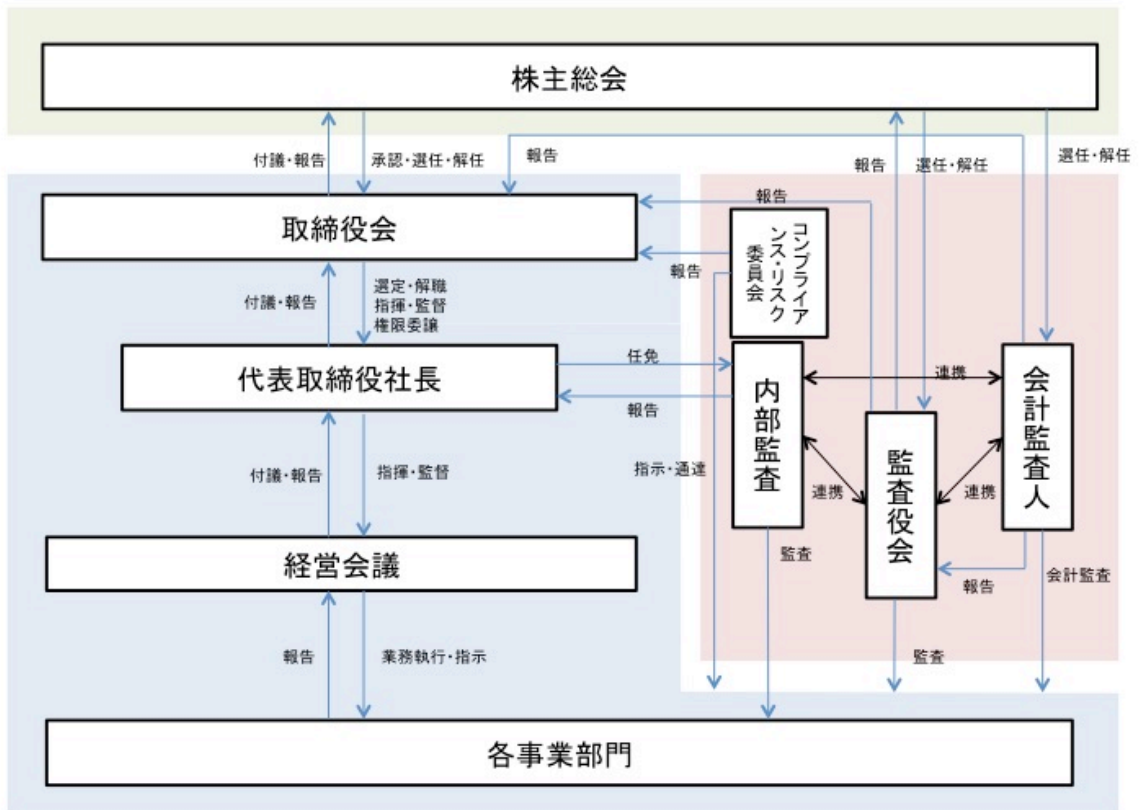 株主総会
付議・報告
承認・選任・解任
報告
報告
選任・解任
選任・解任
取締役会
報告
コンプライア
ンス・リスク
委員会
報告
付議・報告
選定・解職
指揮・監督
権限委譲
代表取締役社長
任免
報告
内部監査
連携
会計監査人
監査役会
連携
連携
指示・通達
付議・報告
指揮・監督
経営会議
監査
報告
会計監査
報告
業務執行・指示
監査
各事業部門